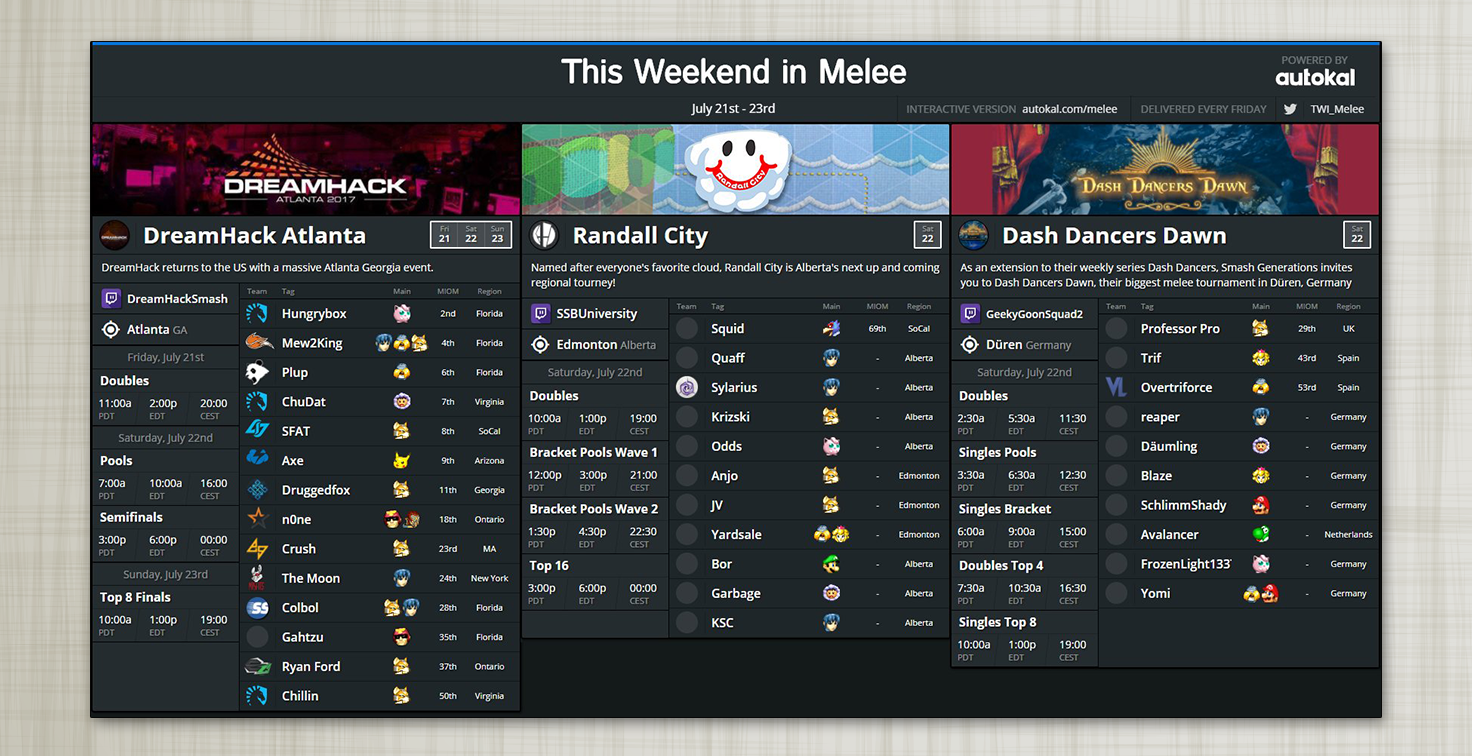 This Weekend in Melee
POWERED BY
autokal
July 21st - 23rd
INTERACTIVE VERSION autokal.com/melee
DELIVERED EVERY FRIDAY
TWI_Melee
DREAMHACK
ATLANTA 2017
DreamHack Atlanta
Fri 21 Sat 22 Sun 23
DreamHack returns to the US with a massive Atlanta Georgia event.
DreamHackSmash
Atlanta GA
Friday, July 21st
Doubles
11:00a 2:00p 20:00
PDT EDT CEST
Saturday, July 22nd
Pools
7:00a 10:00a 16:00
PDT EDT CEST
Semifinals
3:00p 6:00p 00:00
PDT EDT CEST
Sunday, July 23rd
Top 8 Finals
10:00a 1:00p 19:00
PDT EDT CEST
Team Tag Main MIOM Region
Hungrybox 2nd Florida
Mew2King 4th Florida
Plup 6th Florida
ChuDat 7th Virginia
SFAT 8th SoCal
Axe 9th Arizona
Druggedfox 11th Georgia
n0ne 18th Ontario
Crush 23rd MA
The Moon 24th New York
Colbol 28th Florida
Gahtzu 35th Florida
Ryan Ford 37th Ontario
Chillin 50th Virginia
Randall City
Randall City
Sat 22
Named after everyone's favorite cloud, Randall City is Alberta's next up and coming
regional tourney!
SSBUniversity
Edmonton Alberta
Saturday, July 22nd
Doubles
10:00a 1:00p 19:00
PDT EDT CEST
Bracket Pools Wave 1
12:00p 3:00p 21:00
PDT EDT CEST
Bracket Pools Wave 2
1:30p 4:30p 22:30
PDT EDT CEST
Top 16
3:00p 6:00p 00:00
PDT EDT CEST
Team Tag Main MIOM Region
Squid 69th SoCal
Quaff - Alberta
Sylarius - Alberta
Krizski - Alberta
Odds - Alberta
Anjo - Edmonton
JV - Edmonton
Yardsale - Edmonton
Bor - Alberta
Garbage - Alberta
KSC - Alberta
DASH DANCERS DAWN
Dash Dancers Dawn
Sat 22
As an extension to their weekly series Dash Dancers, Smash Generations invites
you to Dash Dancers Dawn, their biggest melee tournament in Düren, Germany
GeekyGoonSquad2
Düren Germany
Saturday, July 22nd
Doubles
2:30a 5:30a 11:30
PDT EDT CEST
Singles Pools
3:30a 6:30a 12:30
PDT EDT CEST
Singles Bracket
6:00a 9:00a 15:00
PDT EDT CEST
Doubles Top 4
7:30a 10:30a 16:30
PDT EDT CEST
Singles Top 8
10:00a 1:00p 19:00
PDT EDT CEST
Team Tag Main MIOM Region
Professor Pro 29th UK
Trif 43rd Spain
Overtriforce 53rd Spain
reaper - Germany
Däumling - Germany
Blaze - Germany
SchlimmShady - Germany
Avalancer - Netherlands
FrozenLight133 - Germany
Yomi - Germany